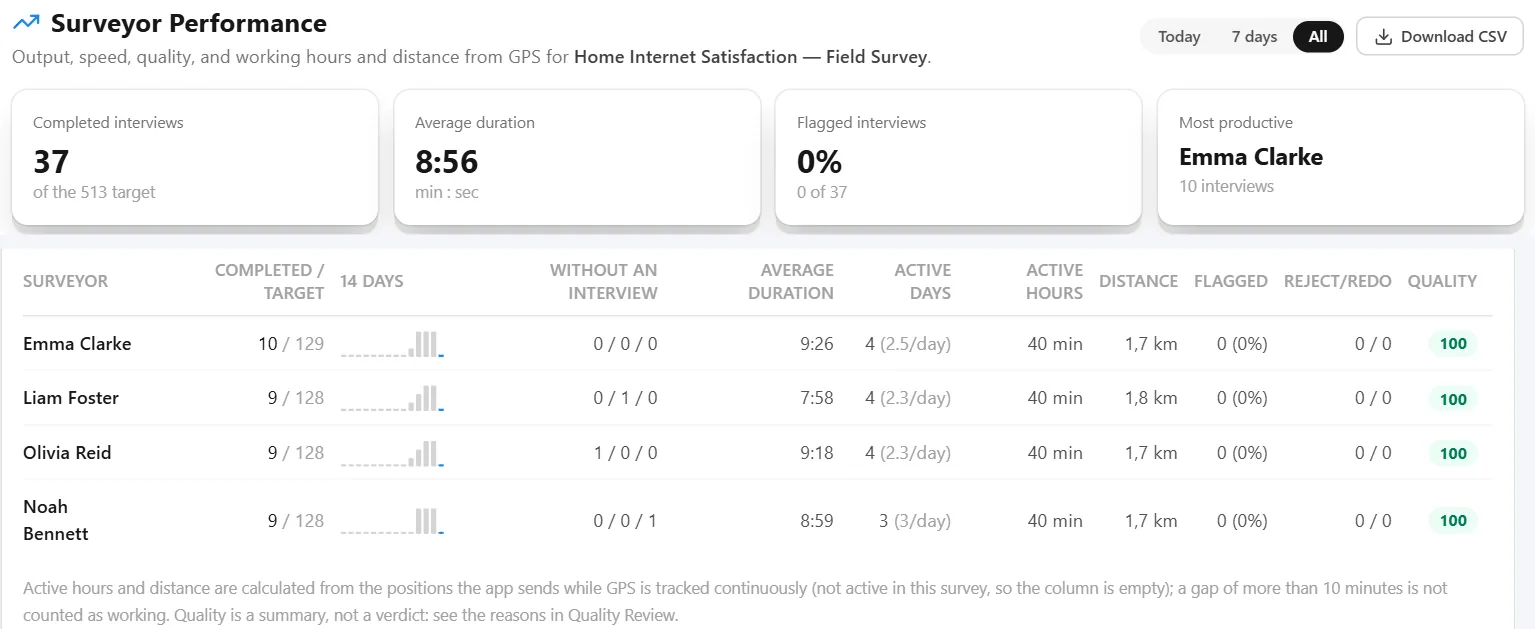 Surveyor Performance
Output, speed, quality, and working hours and distance from GPS for Home Internet Satisfaction — Field Survey.
Today 7 days All Download CSV
Completed interviews
37
of the 513 target
Average duration
8:56
min : sec
Flagged interviews
0%
0 of 37
Most productive
Emma Clarke
10 interviews
SURVEYOR COMPLETED / TARGET 14 DAYS WITHOUT AN INTERVIEW AVERAGE DURATION ACTIVE DAYS ACTIVE HOURS DISTANCE FLAGGED REJECT/REDO QUALITY
Emma Clarke 10 / 129 0 / 0 / 0 9:26 4 (2.5/day) 40 min 1,7 km 0 (0%) 0 / 0 100
Liam Foster 9 / 128 0 / 1 / 0 7:58 4 (2.3/day) 40 min 1,8 km 0 (0%) 0 / 0 100
Olivia Reid 9 / 128 1 / 0 / 0 9:18 4 (2.3/day) 40 min 1,7 km 0 (0%) 0 / 0 100
Noah Bennett 9 / 128 0 / 0 / 1 8:59 3 (3/day) 40 min 1,7 km 0 (0%) 0 / 0 100
Active hours and distance are calculated from the positions the app sends while GPS is tracked continuously (not active in this survey, so the column is empty); a gap of more than 10 minutes is not
counted as working. Quality is a summary, not a verdict: see the reasons in Quality Review.